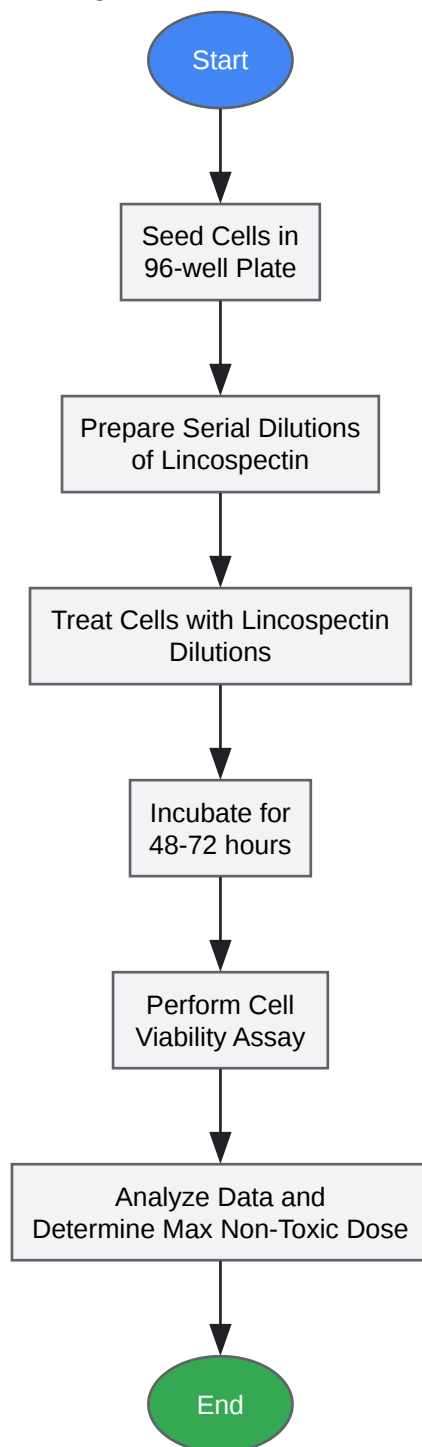 Start
Seed Cells in
96-well Plate
Prepare Serial Dilutions
of Lincospectin
Treat Cells with Lincospectin
Dilutions
Incubate for
48-72 hours
Perform Cell
Viability Assay
Analyze Data and
Determine Max Non-Toxic Dose
End